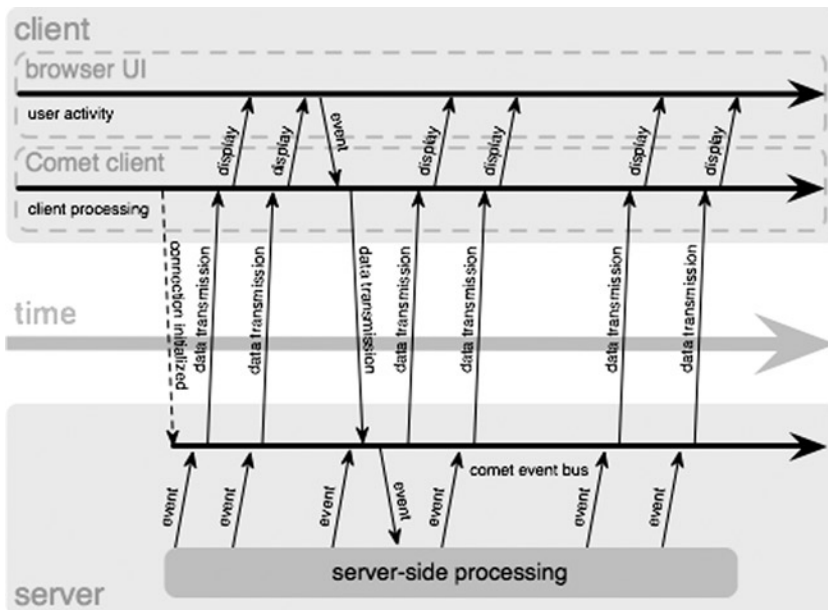 client
browser UI
user activity
display
display
event
display
display
display
display
Comet client
client processing
connection initialized
data transmission
data transmission
data transmission
data transmission
data transmission
data transmission
data transmission
time
comet event bus
event
event
event
event
event
event
event
server-side processing
server